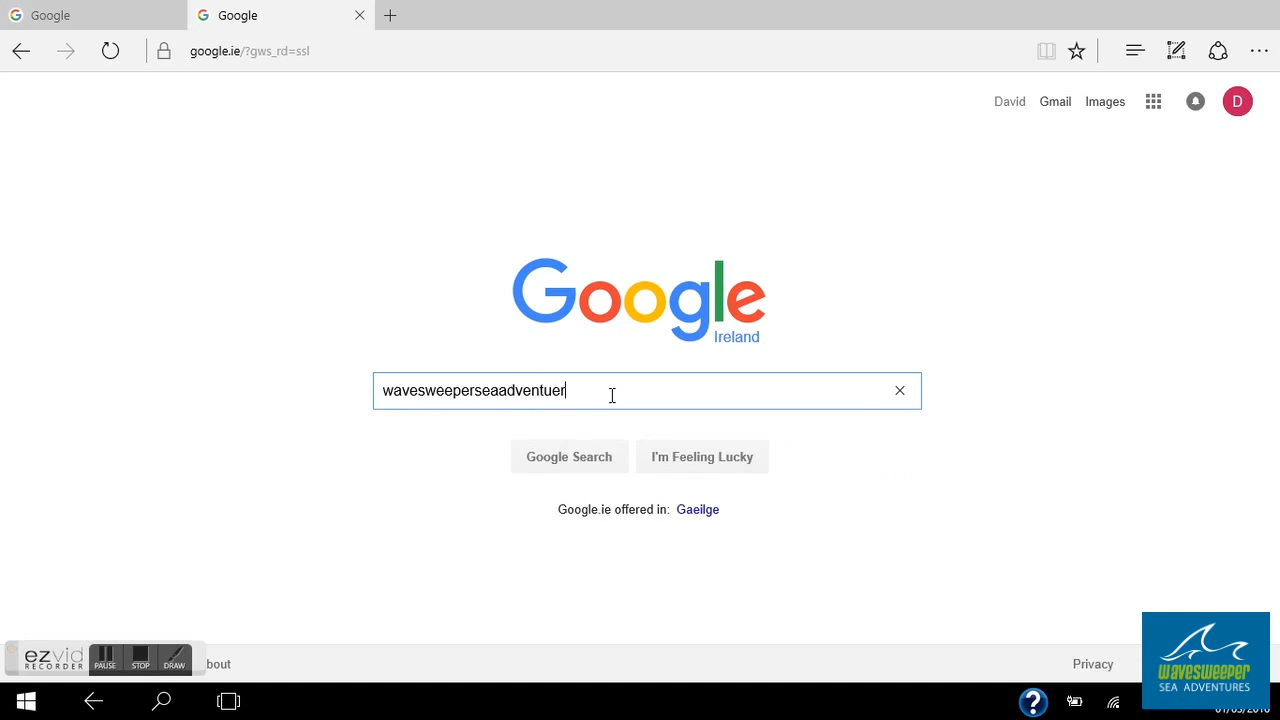 Google
Google
google.ie/?gws_rd=ssl
David Gmail Images D
Google
Ireland
wavesweeperseaadventuer
Google Search I'm Feeling Lucky
Google.ie offered in: Gaeilge
ezvid
RECORDER
PAUSE STOP DRAW
bout
Privacy
WAVESWEEPER
SEA ADVENTURES
?